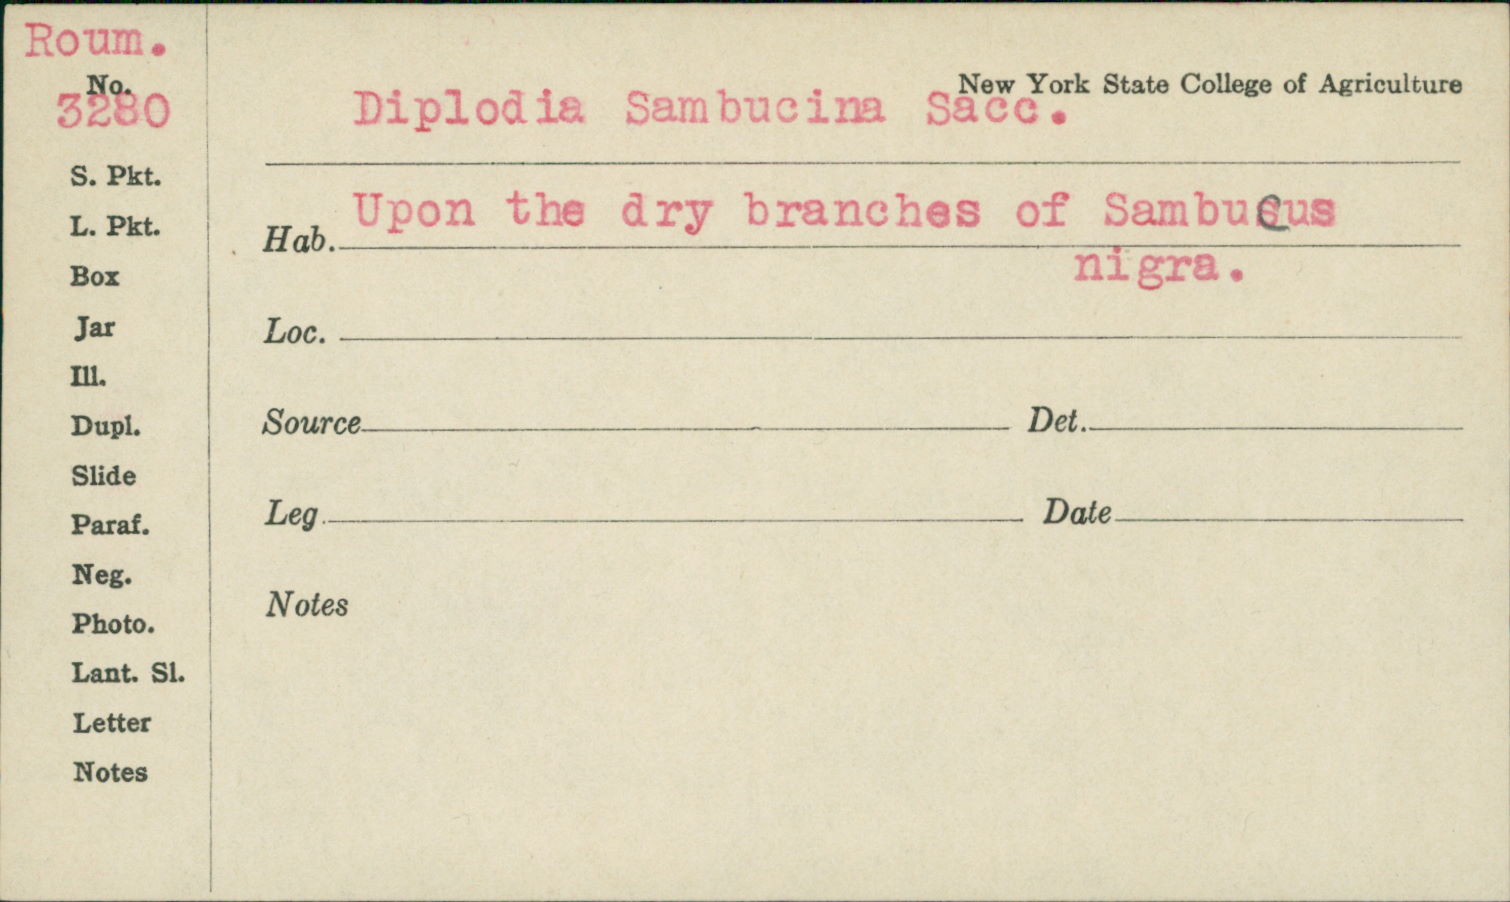 Roum.
No.
3280
New York State College of Agriculture
Diplodia Sambucina Sacc.
S. Pkt.
L. Pkt.
Box
Jar
Ill.
Dupl.
Slide
Paraf.
Neg.
Photo.
Lant. Sl.
Letter
Notes
Hab. Upon the dry branches of Sambucus
nigra.
Loc.
Source Det.
Leg. Date
Notes